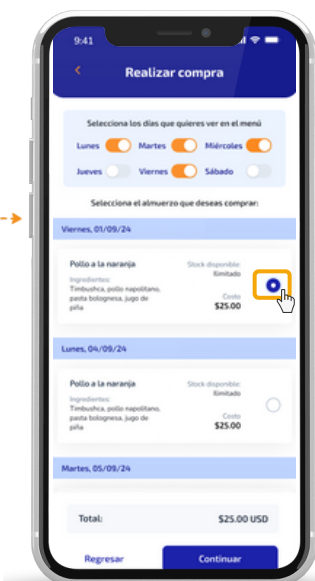 9:41
Realizar compra
Selecciona los días que quieres ver en el menú
Lunes Martes Miércoles
Jueves Viernes Sábado
Selecciona el almuerzo que deseas comprar:
Viernes, 01/09/24
Pollo a la naranja
Ingredientes:
Timbushca, pollo napolitano,
pasta bolognesa, jugo de
piña
Stock disponible:
Ilimitado
Costo
$25.00
Lunes, 04/09/24
Pollo a la naranja
Ingredientes:
Timbushca, pollo napolitano,
pasta bolognesa, jugo de
piña
Stock disponible:
Ilimitado
Costo
$25.00
Martes, 05/09/24
Total: $25.00 USD
Regresar Continuar